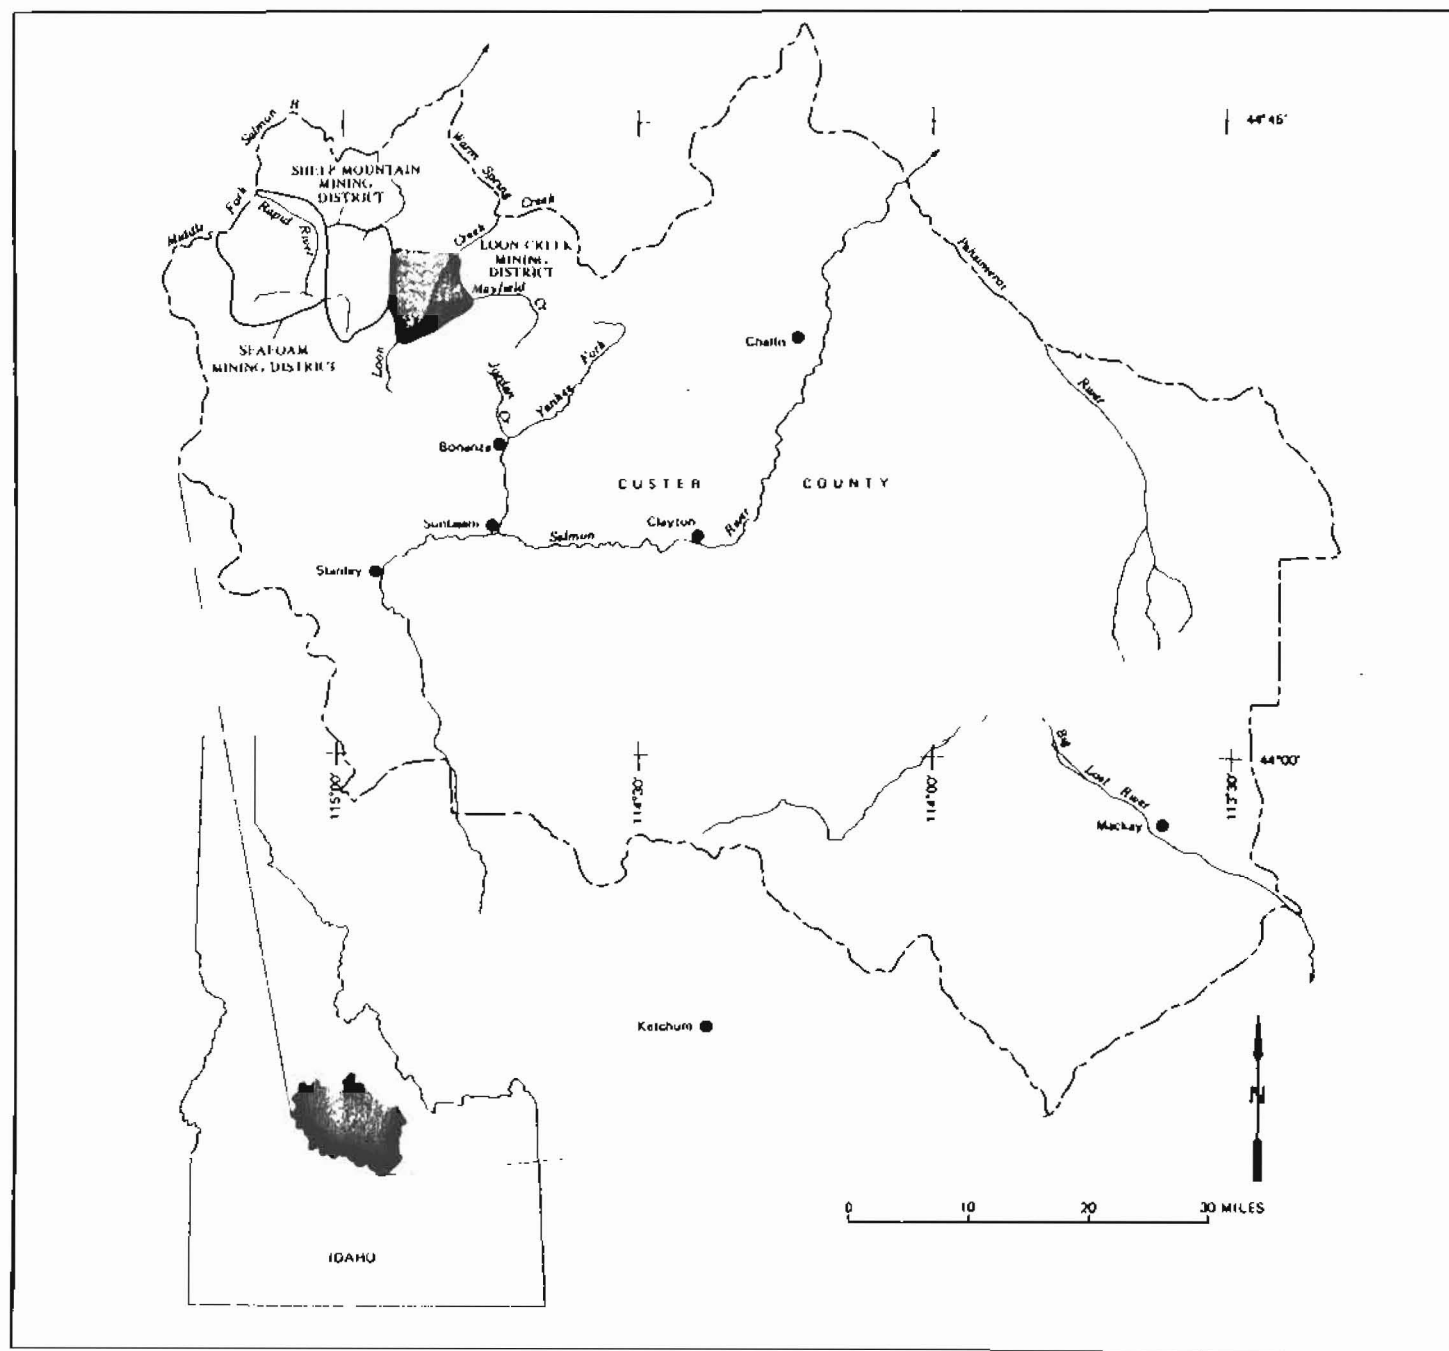 44°45'
Salmon R
Warm Spring Creek
SHEEP MOUNTAIN
MINING
DISTRICT
Middle Fork
Rapid
River
Creek
LOON CREEK
MINING
DISTRICT
Mayfield
Pahsimeroi
River
Challis
SEAFOAM
MINING DISTRICT
Loon
Jordan
Yankee Fork
Bonanza
CUSTER COUNTY
Sunbeam
Salmon
Clayton
River
Stanley
Big
Lost River
44°00'
115°00'
114°30'
114°00'
113°30'
Mackay
Ketchum
N
0 10 20 30 MILES
IDAHO